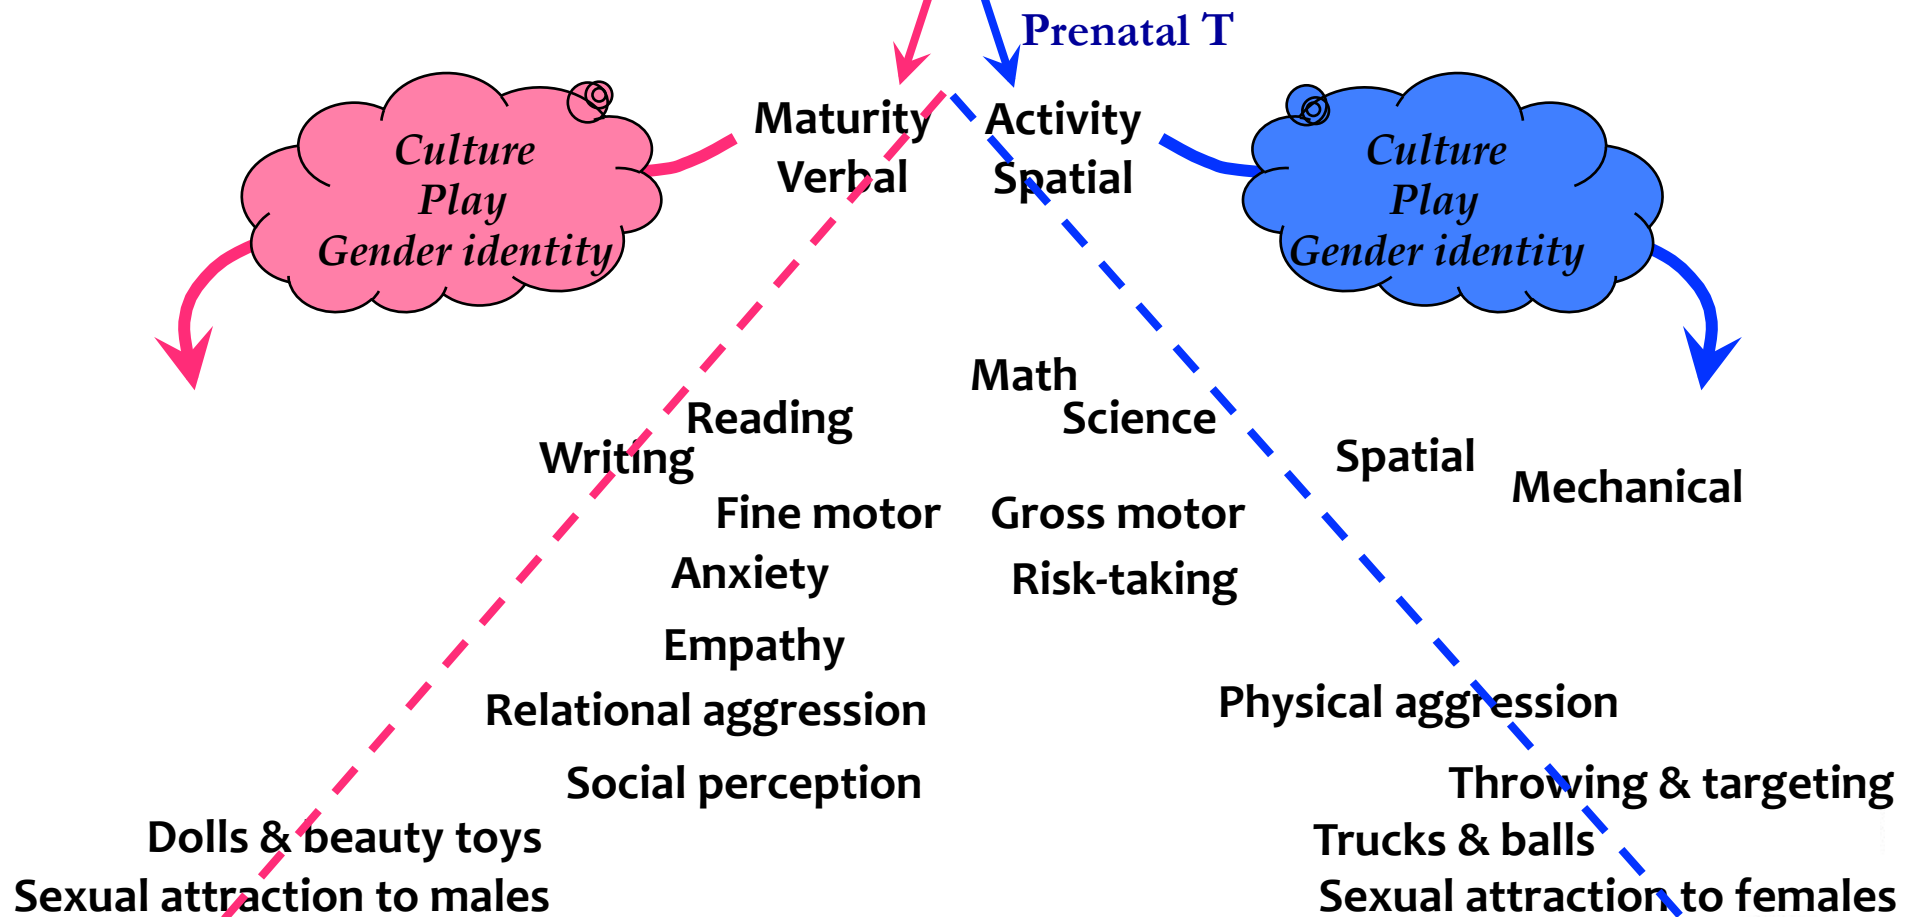 Prenatal T
Maturity
Verbal
Activity
Spatial
Culture
Play
Gender identity
Culture
Play
Gender identity
Math
Reading
Science
Writing
Spatial
Mechanical
Fine motor
Gross motor
Anxiety
Risk-taking
Empathy
Relational aggression
Physical aggression
Social perception
Throwing & targeting
Dolls & beauty toys
Trucks & balls
Sexual attraction to males
Sexual attraction to females